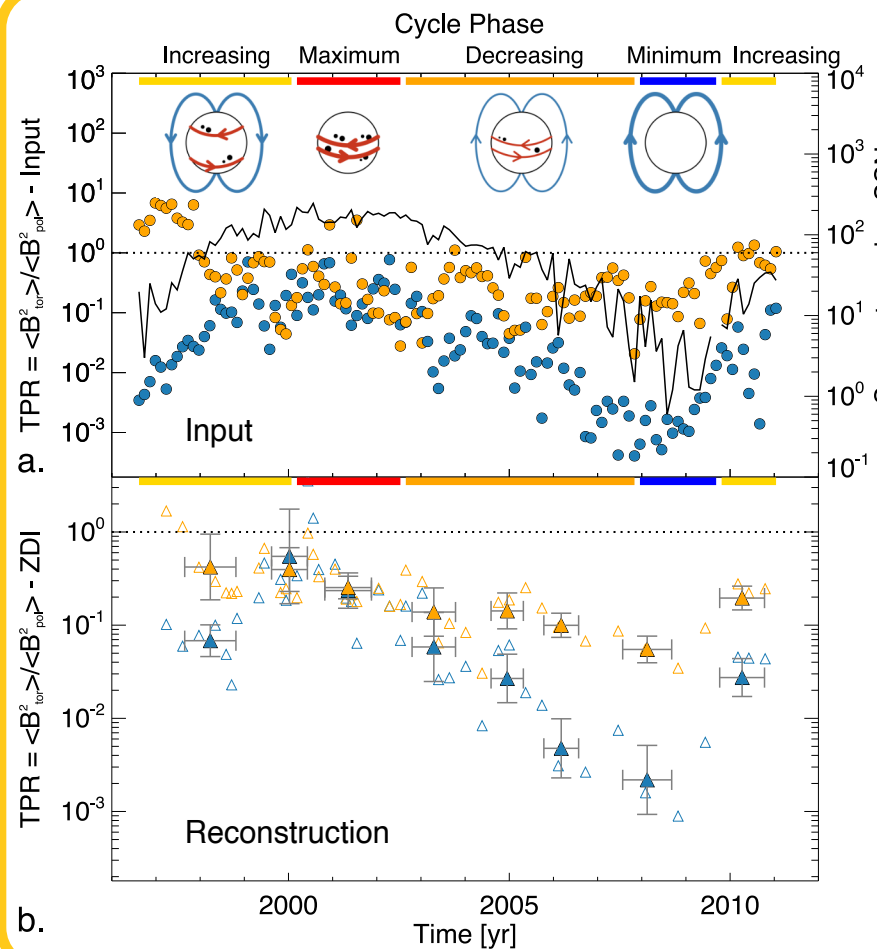 Cycle Phase
Increasing Maximum Decreasing Minimum Increasing
TPR = <B²tor>/<B²pol> - Input
10³
10²
10¹
10⁰
10⁻¹
10⁻²
10⁻³
10⁴
10³
10²
10¹
10⁰
10⁻¹
Input
a.
TPR = <B²tor>/<B²pol> - ZDI
10⁰
10⁻¹
10⁻²
10⁻³
Reconstruction
b.
2000 2005 2010
Time [yr]